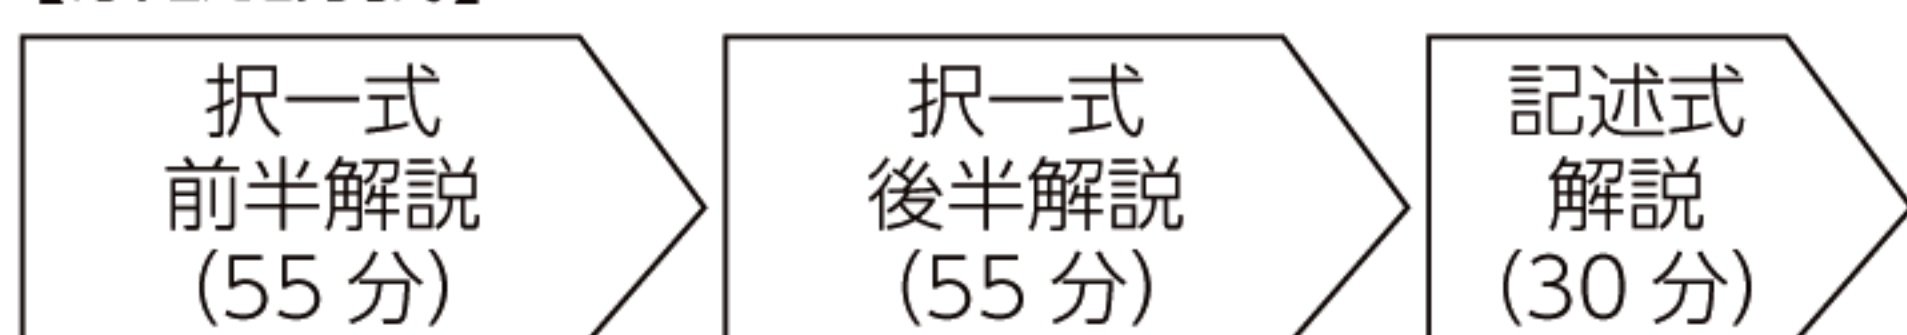 択一式
前半解説
(55 分)
択一式
後半解説
(55 分)
記述式
解説
(30 分)